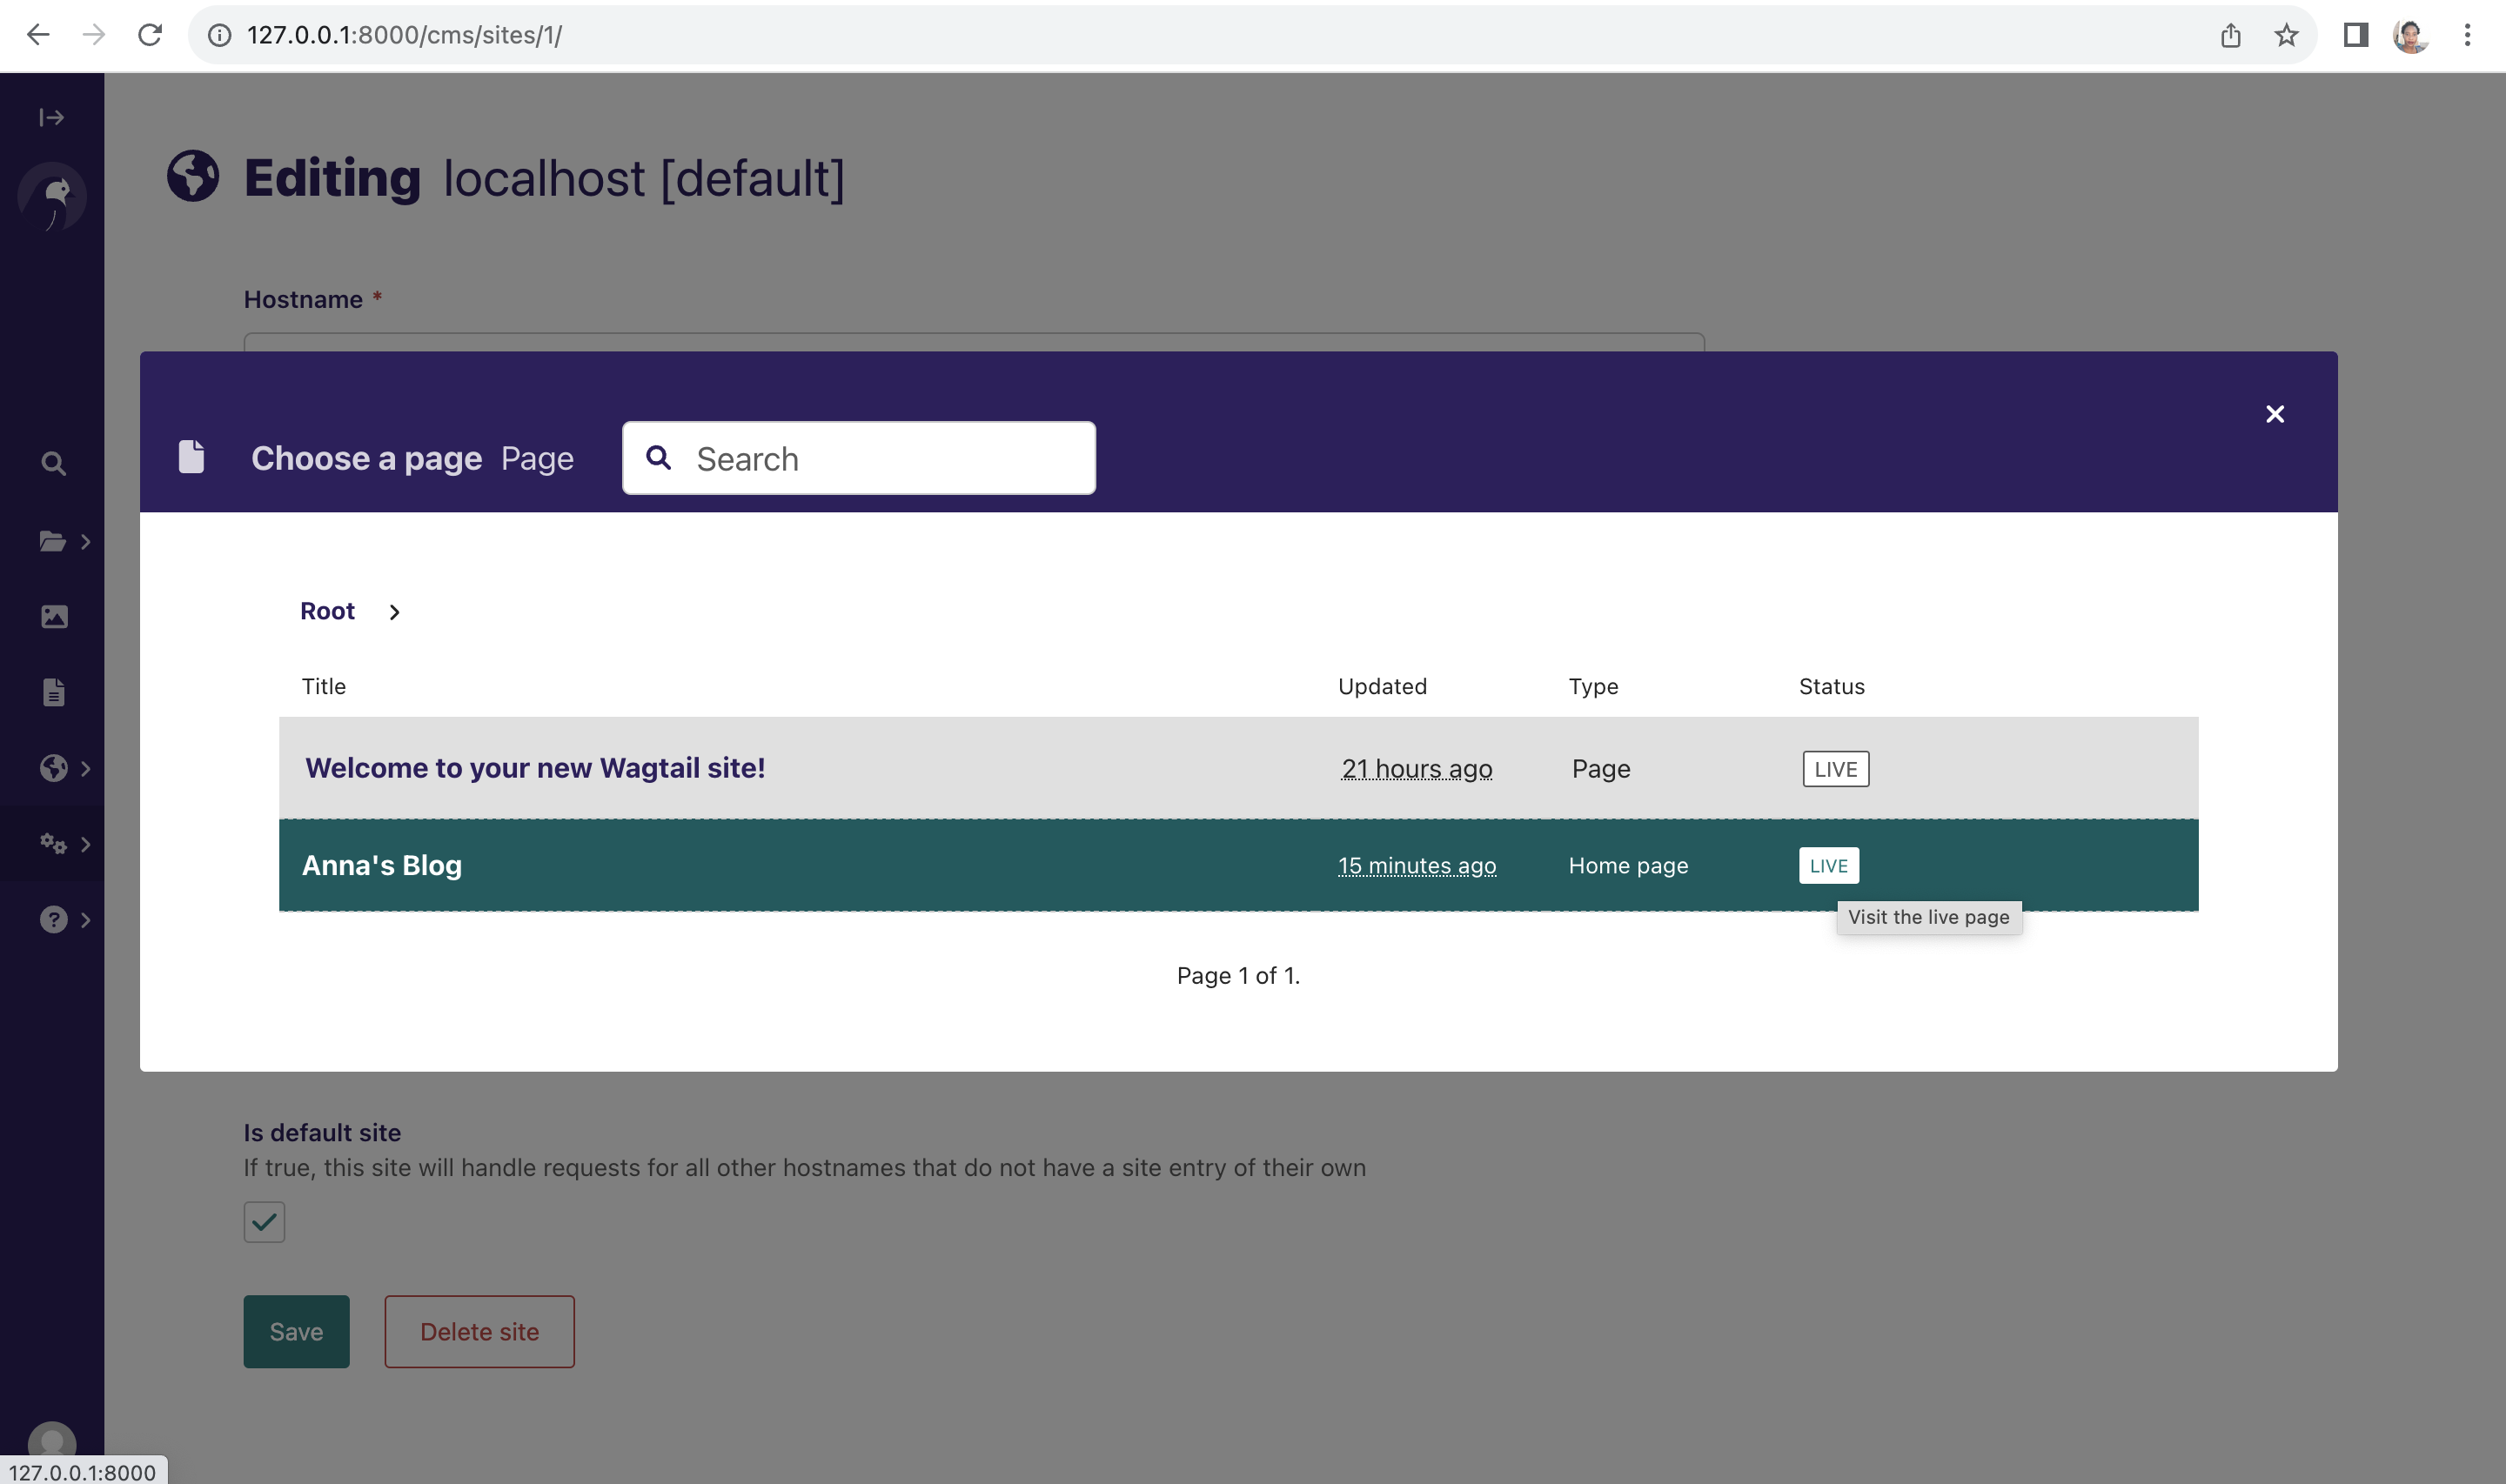 127.0.0.1:8000/cms/sites/1/
Editing localhost [default]
Hostname *
Choose a page Page
Search
Root
Title Updated Type Status
Welcome to your new Wagtail site! 21 hours ago Page LIVE
Anna's Blog 15 minutes ago Home page LIVE
Visit the live page
Page 1 of 1.
Is default site
If true, this site will handle requests for all other hostnames that do not have a site entry of their own
Save Delete site
127.0.0.1:8000